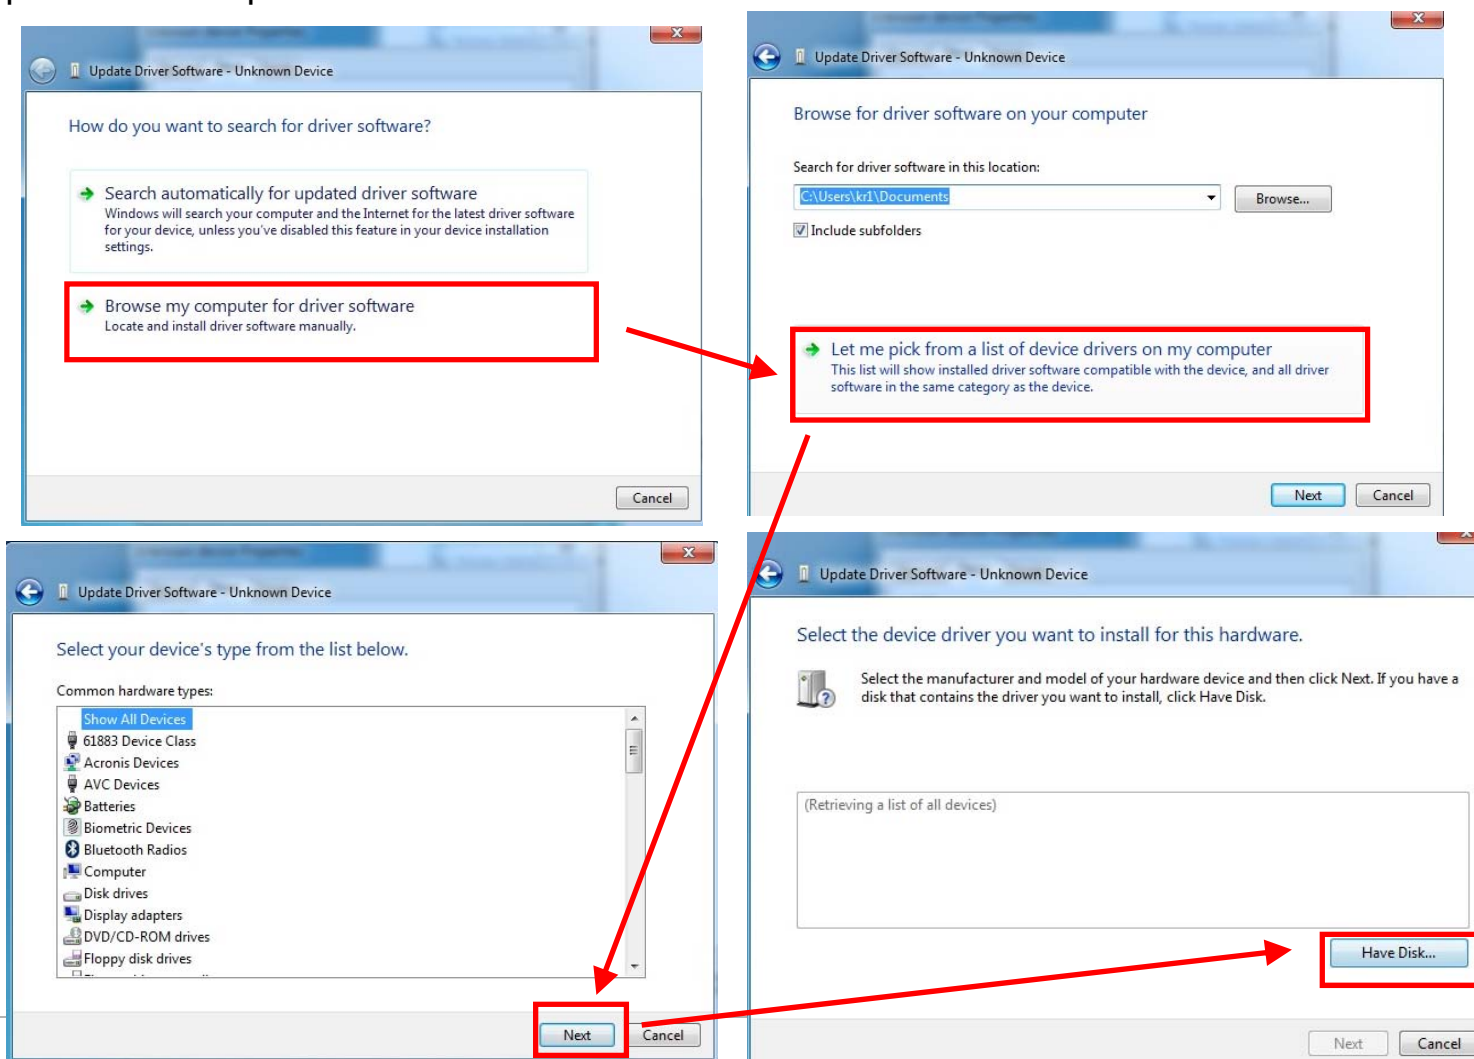 Update Driver Software - Unknown Device
How do you want to search for driver software?
Search automatically for updated driver software
Windows will search your computer and the Internet for the latest driver software
for your device, unless you've disabled this feature in your device installation
settings.
Browse my computer for driver software
Locate and install driver software manually.
Cancel
Update Driver Software - Unknown Device
Browse for driver software on your computer
Search for driver software in this location:
C:\Users\kr1\Documents
Browse...
Include subfolders
Let me pick from a list of device drivers on my computer
This list will show installed driver software compatible with the device, and all driver
software in the same category as the device.
Next Cancel
Update Driver Software - Unknown Device
Select your device's type from the list below.
Common hardware types:
Show All Devices
61883 Device Class
Acronis Devices
AVC Devices
Batteries
Biometric Devices
Bluetooth Radios
Computer
Disk drives
Display adapters
DVD/CD-ROM drives
Floppy disk drives
Next Cancel
Update Driver Software - Unknown Device
Select the device driver you want to install for this hardware.
Select the manufacturer and model of your hardware device and then click Next. If you have a
disk that contains the driver you want to install, click Have Disk.
(Retrieving a list of all devices)
Have Disk...
Next Cancel